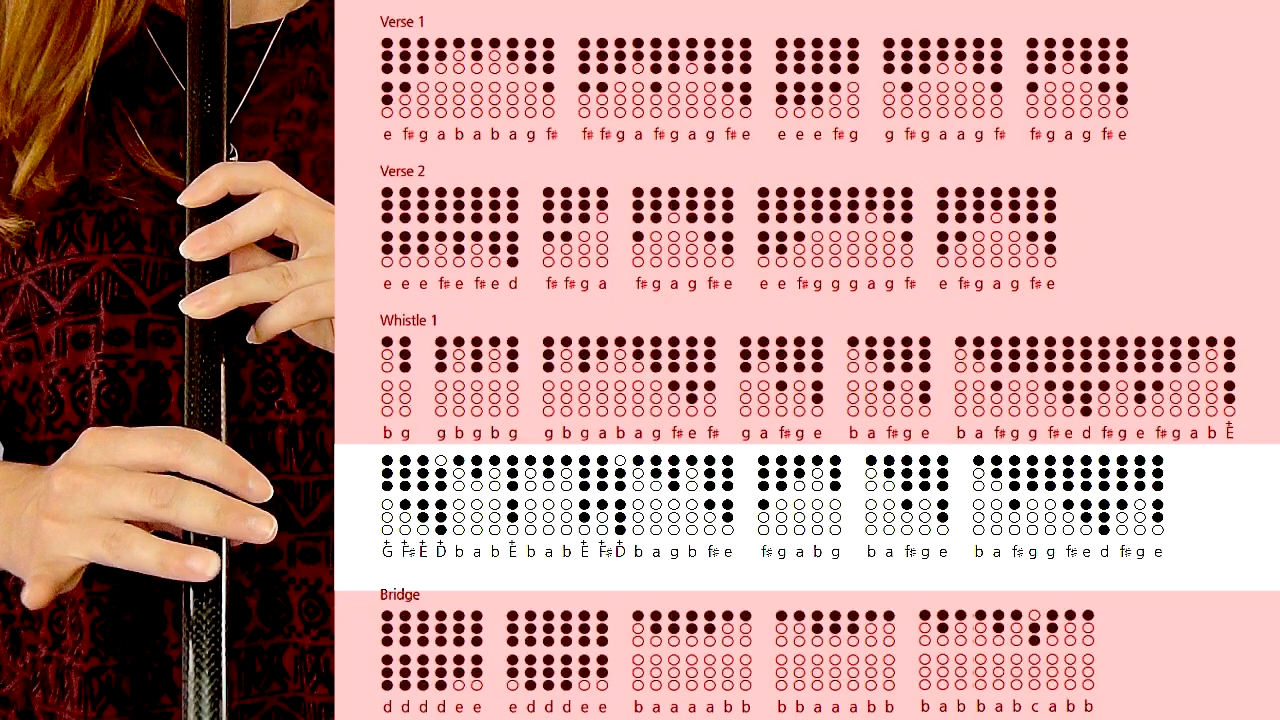 Verse 1
e f# g a b a b a g f# f# f# g a f# g a g f# e e e e f# g g f# g a a g f# f# g a g f# e
Verse 2
e e e f# e f# e d f# f# g a f# g a g f# e e e f# g g g a g f# e f# g a g f# e
Whistle 1
b g g b g b g g b g a b a g f# e f# g a f# g e b a f# g e b a f# g g f# e d f# g e f# g a b E+
G+ F#+ E+ D+ b a b E+ b a b E+ F#+ D+ b a g b f# e f# g a b g b a f# g e b a f# g g f# e d f# g e
Bridge
d d d d e e e d d d e e b a a a a b b b b a a a b b b a b b a b c a b b